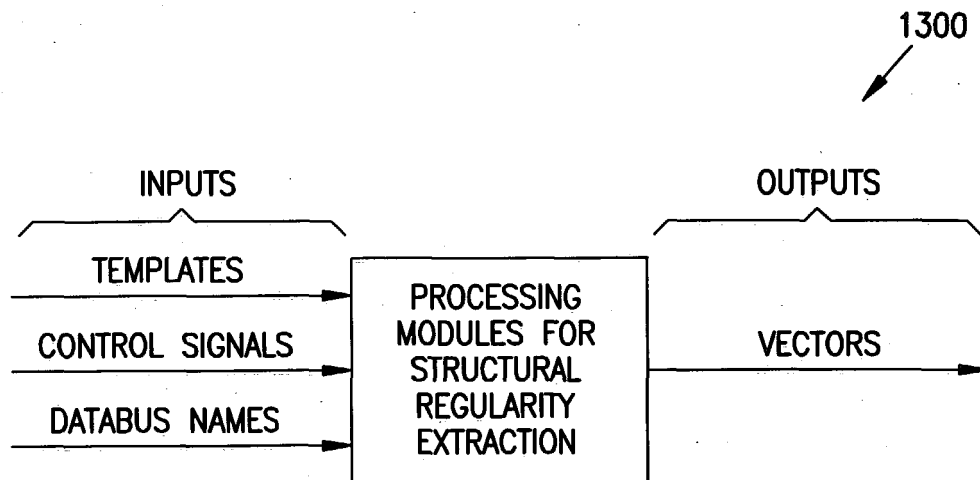 1300
INPUTS
OUTPUTS
TEMPLATES
CONTROL SIGNALS
DATABUS NAMES
PROCESSING
MODULES FOR
STRUCTURAL
REGULARITY
EXTRACTION
VECTORS